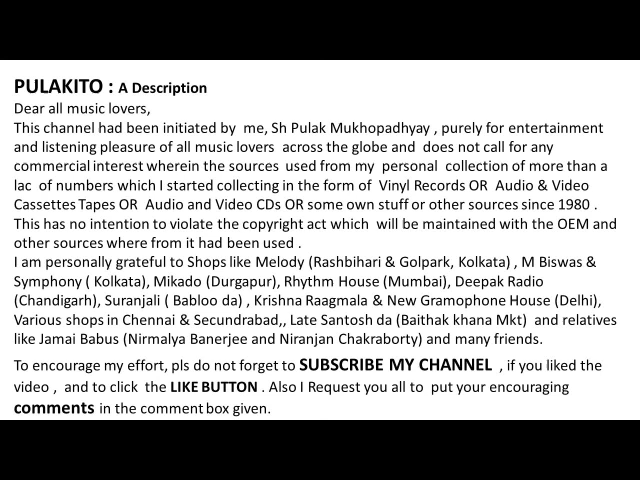 PULAKITO : A Description
Dear all music lovers,
This channel had been initiated by me, Sh Pulak Mukhopadhyay , purely for entertainment
and listening pleasure of all music lovers across the globe and does not call for any
commercial interest wherein the sources used from my personal collection of more than a
lac of numbers which I started collecting in the form of Vinyl Records OR Audio & Video
Cassettes Tapes OR Audio and Video CDs OR some own stuff or other sources since 1980 .
This has no intention to violate the copyright act which will be maintained with the OEM and
other sources where from it had been used .
I am personally grateful to Shops like Melody (Rashbihari & Golpark, Kolkata) , M Biswas &
Symphony ( Kolkata), Mikado (Durgapur), Rhythm House (Mumbai), Deepak Radio
(Chandigarh), Suranjali ( Babloo da) , Krishna Raagmala & New Gramophone House (Delhi),
Various shops in Chennai & Secundrabad,, Late Santosh da (Baithak khana Mkt) and relatives
like Jamai Babus (Nirmalya Banerjee and Niranjan Chakraborty) and many friends.
To encourage my effort, pls do not forget to SUBSCRIBE MY CHANNEL , if you liked the
video , and to click the LIKE BUTTON . Also I Request you all to put your encouraging
comments in the comment box given.